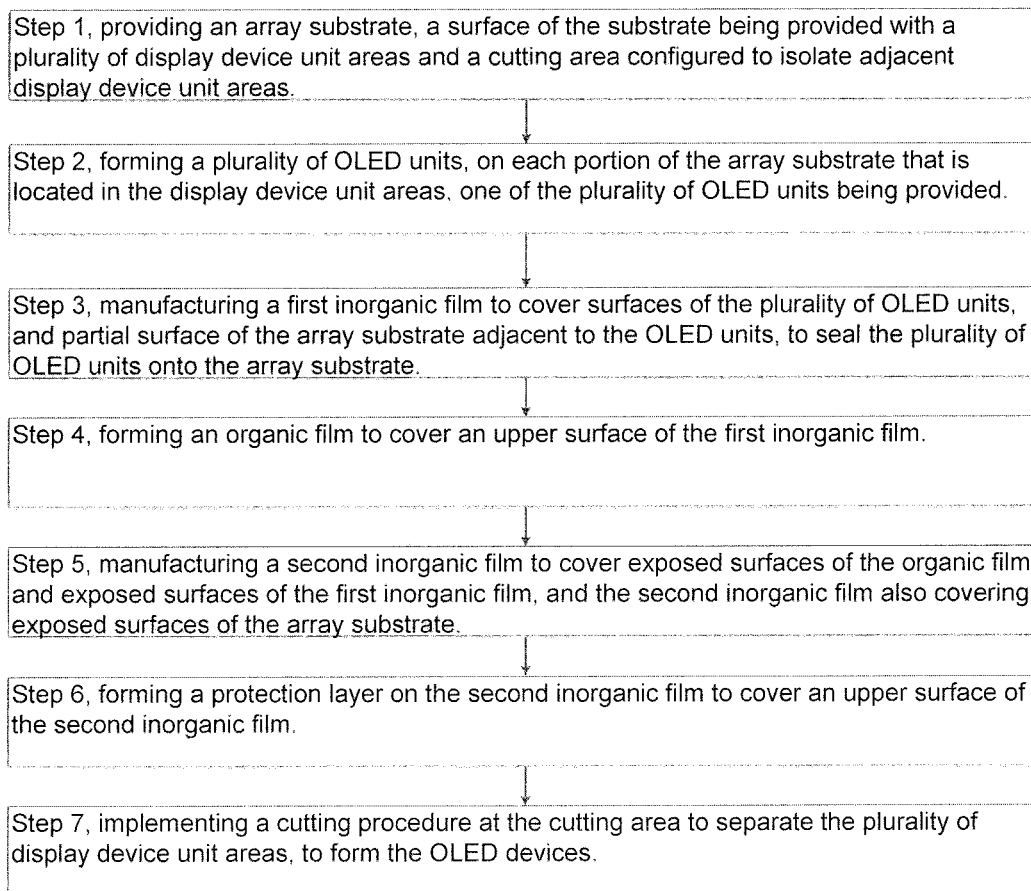 Step 1, providing an array substrate, a surface of the substrate being provided with a
plurality of display device unit areas and a cutting area configured to isolate adjacent
display device unit areas.
Step 2, forming a plurality of OLED units, on each portion of the array substrate that is
located in the display device unit areas, one of the plurality of OLED units being provided.
Step 3, manufacturing a first inorganic film to cover surfaces of the plurality of OLED units,
and partial surface of the array substrate adjacent to the OLED units, to seal the plurality of
OLED units onto the array substrate.
Step 4, forming an organic film to cover an upper surface of the first inorganic film.
Step 5, manufacturing a second inorganic film to cover exposed surfaces of the organic film
and exposed surfaces of the first inorganic film, and the second inorganic film also covering
exposed surfaces of the array substrate.
Step 6, forming a protection layer on the second inorganic film to cover an upper surface of
the second inorganic film.
Step 7, implementing a cutting procedure at the cutting area to separate the plurality of
display device unit areas, to form the OLED devices.